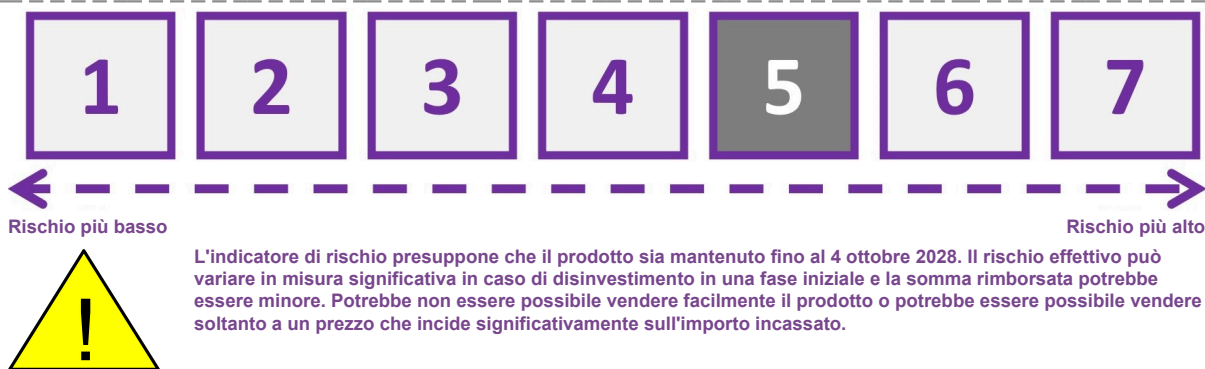 1 2 3 4 5 6 7
Rischio più basso Rischio più alto
L'indicatore di rischio presuppone che il prodotto sia mantenuto fino al 4 ottobre 2028. Il rischio effettivo può
variare in misura significativa in caso di disinvestimento in una fase iniziale e la somma rimborsata potrebbe
essere minore. Potrebbe non essere possibile vendere facilmente il prodotto o potrebbe essere possibile vendere
soltanto a un prezzo che incide significativamente sull'importo incassato.
!